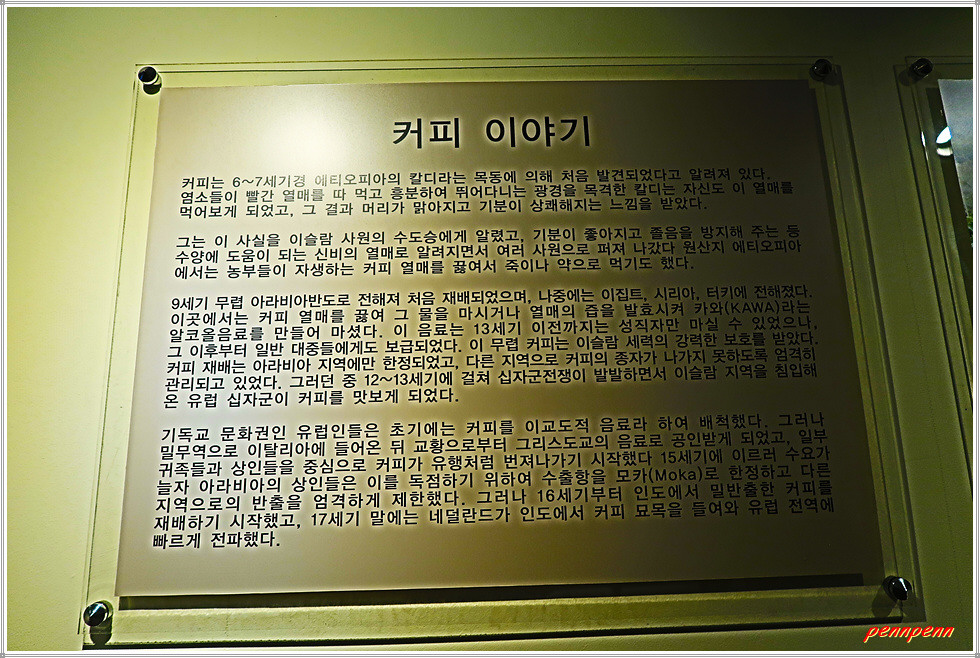 커피 이야기
커피는 6~7세기경 에티오피아의 칼디라는 목동에 의해 처음 발견되었다고 알려져 있다.
염소들이 빨간 열매를 따 먹고 흥분하여 뛰어다니는 광경을 목격한 칼디는 자신도 이 열매를
먹어보게 되었고, 그 결과 머리가 맑아지고 기분이 상쾌해지는 느낌을 받았다.
그는 이 사실을 이슬람 사원의 수도승에게 알렸고, 기분이 좋아지고 졸음을 방지해 주는 등
수양에 도움이 되는 신비의 열매로 알려지면서 여러 사원으로 퍼져 나갔다 원산지 에티오피아
에서는 농부들이 자생하는 커피 열매를 끓여서 죽이나 약으로 먹기도 했다.
9세기 무렵 아라비아반도로 전해져 처음 재배되었으며, 나중에는 이집트, 시리아, 터키에 전해졌다.
이곳에서는 커피 열매를 끓여 그 물을 마시거나 열매의 즙을 발효시켜 카와(KAWA)라는
알코올음료를 만들어 마셨다. 이 음료는 13세기 이전까지는 성직자만 마실 수 있었으나,
그 이후부터 일반 대중들에게도 보급되었다. 이 무렵 커피는 이슬람 세력의 강력한 보호를 받았다.
커피 재배는 아라비아 지역에만 한정되었고, 다른 지역으로 커피의 종자가 나가지 못하도록 엄격히
관리되고 있었다. 그러던 중 12~13세기에 걸쳐 십자군전쟁이 발발하면서 이슬람 지역을 침입해
온 유럽 십자군이 커피를 맛보게 되었다.
기독교 문화권인 유럽인들은 초기에는 커피를 이교도적 음료라 하여 배척했다. 그러나
밀무역으로 이탈리아에 들어온 뒤 교황으로부터 그리스도교의 음료로 공인받게 되었고, 일부
귀족들과 상인들을 중심으로 커피가 유행처럼 번져나가기 시작했다 15세기에 이르러 수요가
늘자 아라비아의 상인들은 이를 독점하기 위하여 수출항을 모카(Moka)로 한정하고 다른
지역으로의 반출을 엄격하게 제한했다. 그러나 16세기부터 인도에서 밀반출한 커피를
재배하기 시작했고, 17세기 말에는 네덜란드가 인도에서 커피 묘목을 들여와 유럽 전역에
빠르게 전파했다.
pennpenn